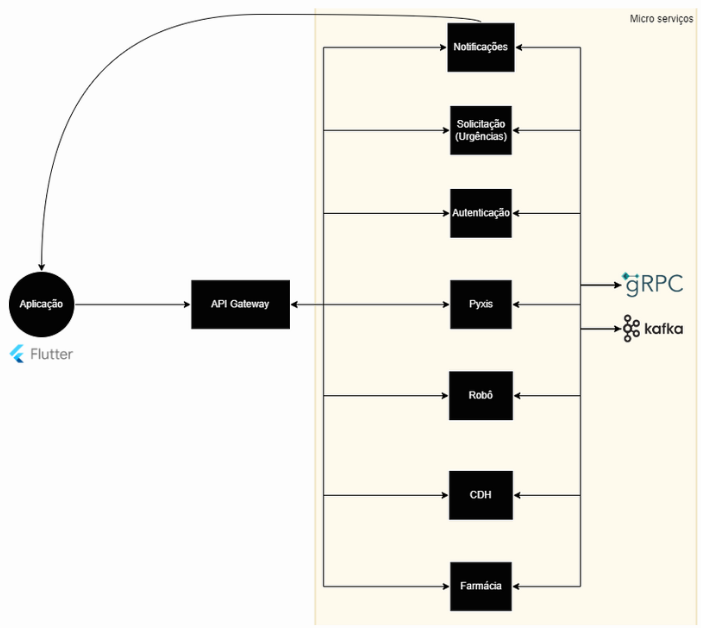 Micro serviços
Notificações
Solicitação
(Urgências)
Autenticação
Aplicação
API Gateway
Pyxis
gRPC
kafka
Flutter
Robô
CDH
Farmácia